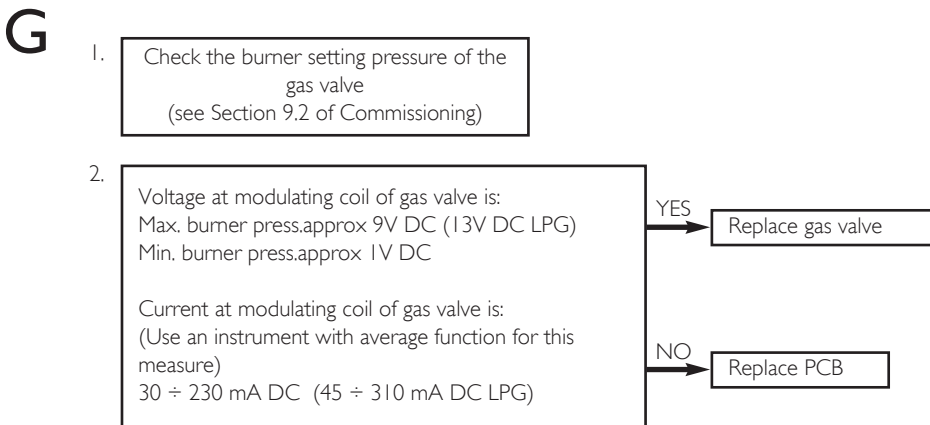 G
1.
Check the burner setting pressure of the
gas valve
(see Section 9.2 of Commissioning)
2.
Voltage at modulating coil of gas valve is:
Max. burner press.approx 9V DC (13V DC LPG)
Min. burner press.approx 1V DC
YES
Replace gas valve
Current at modulating coil of gas valve is:
(Use an instrument with average function for this
measure)
30 ÷ 230 mA DC (45 ÷ 310 mA DC LPG)
NO
Replace PCB